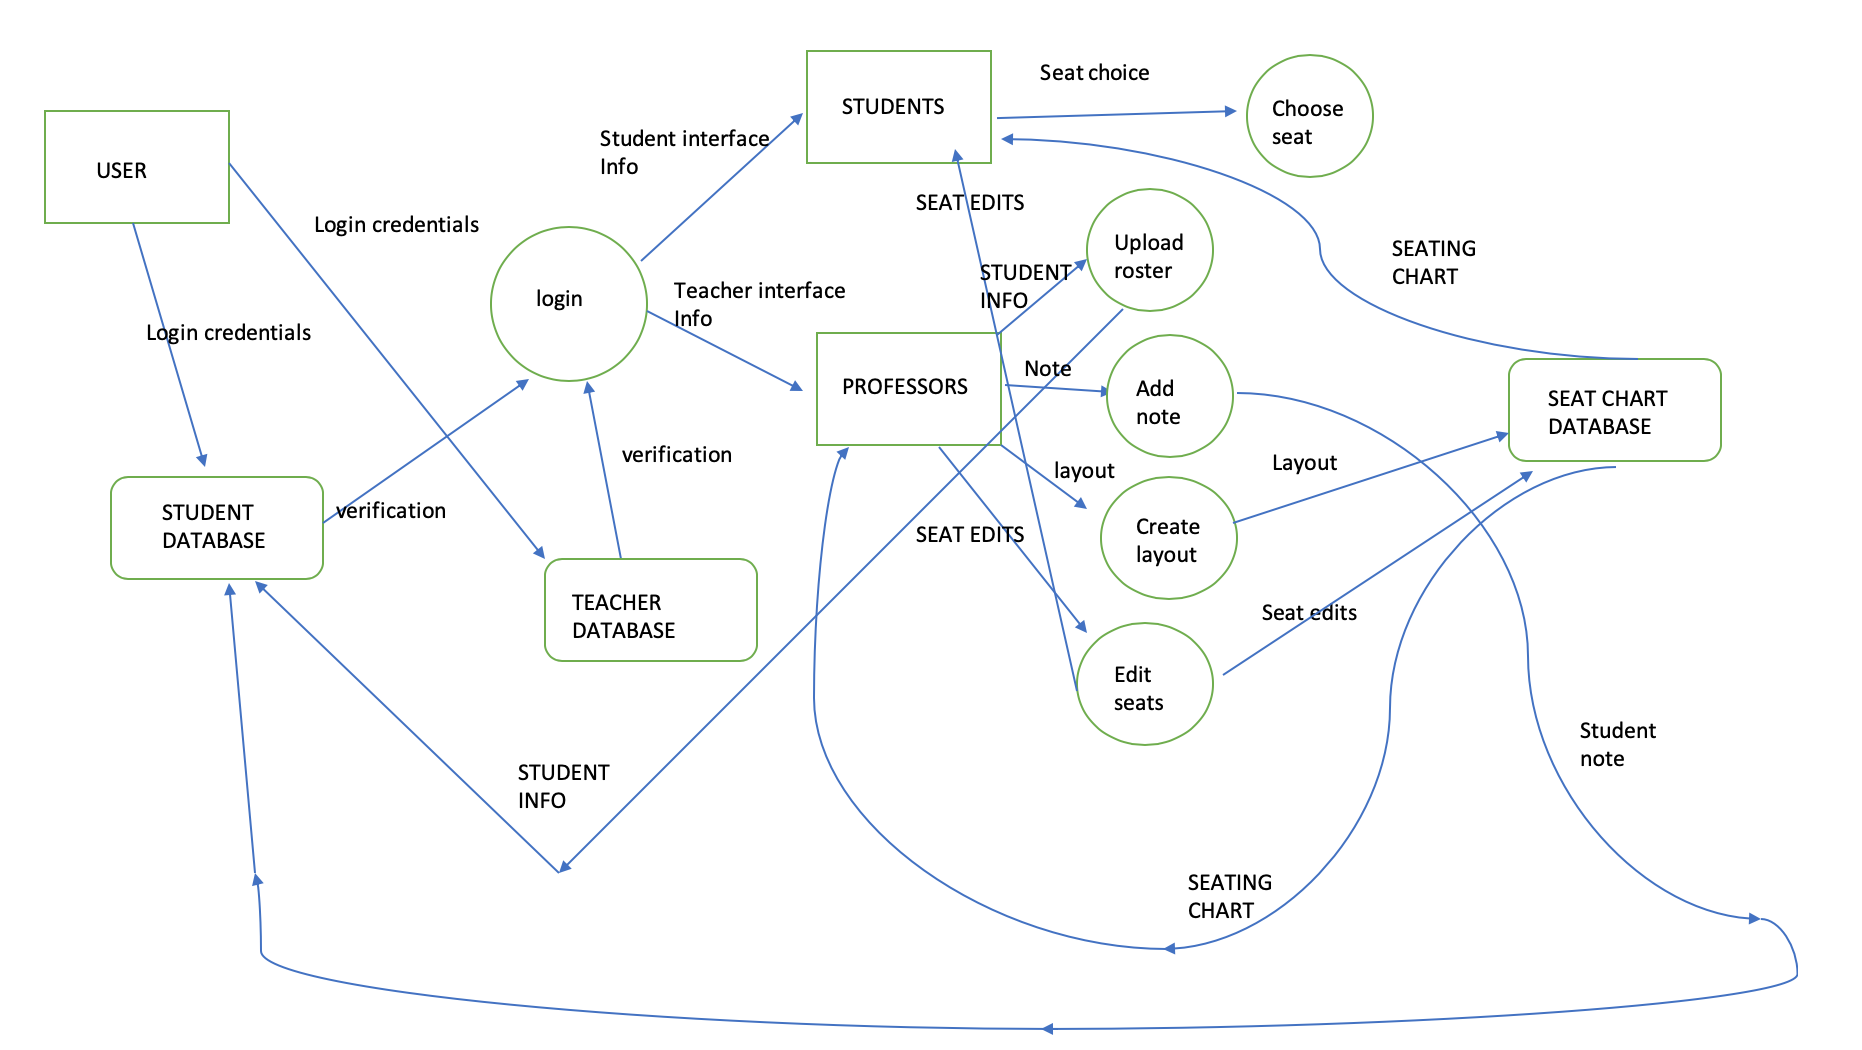 STUDENTS
Seat choice
Choose
seat
USER
Student interface
Info
Login credentials
SEAT EDITS
Upload
roster
SEATING
CHART
login
Teacher interface
Info
STUDENT
INFO
Login credentials
PROFESSORS
Note
Add
note
SEAT CHART
DATABASE
verification
layout
Layout
STUDENT
DATABASE
verification
SEAT EDITS
Create
layout
TEACHER
DATABASE
Seat edits
Edit
seats
Student
note
STUDENT
INFO
SEATING
CHART